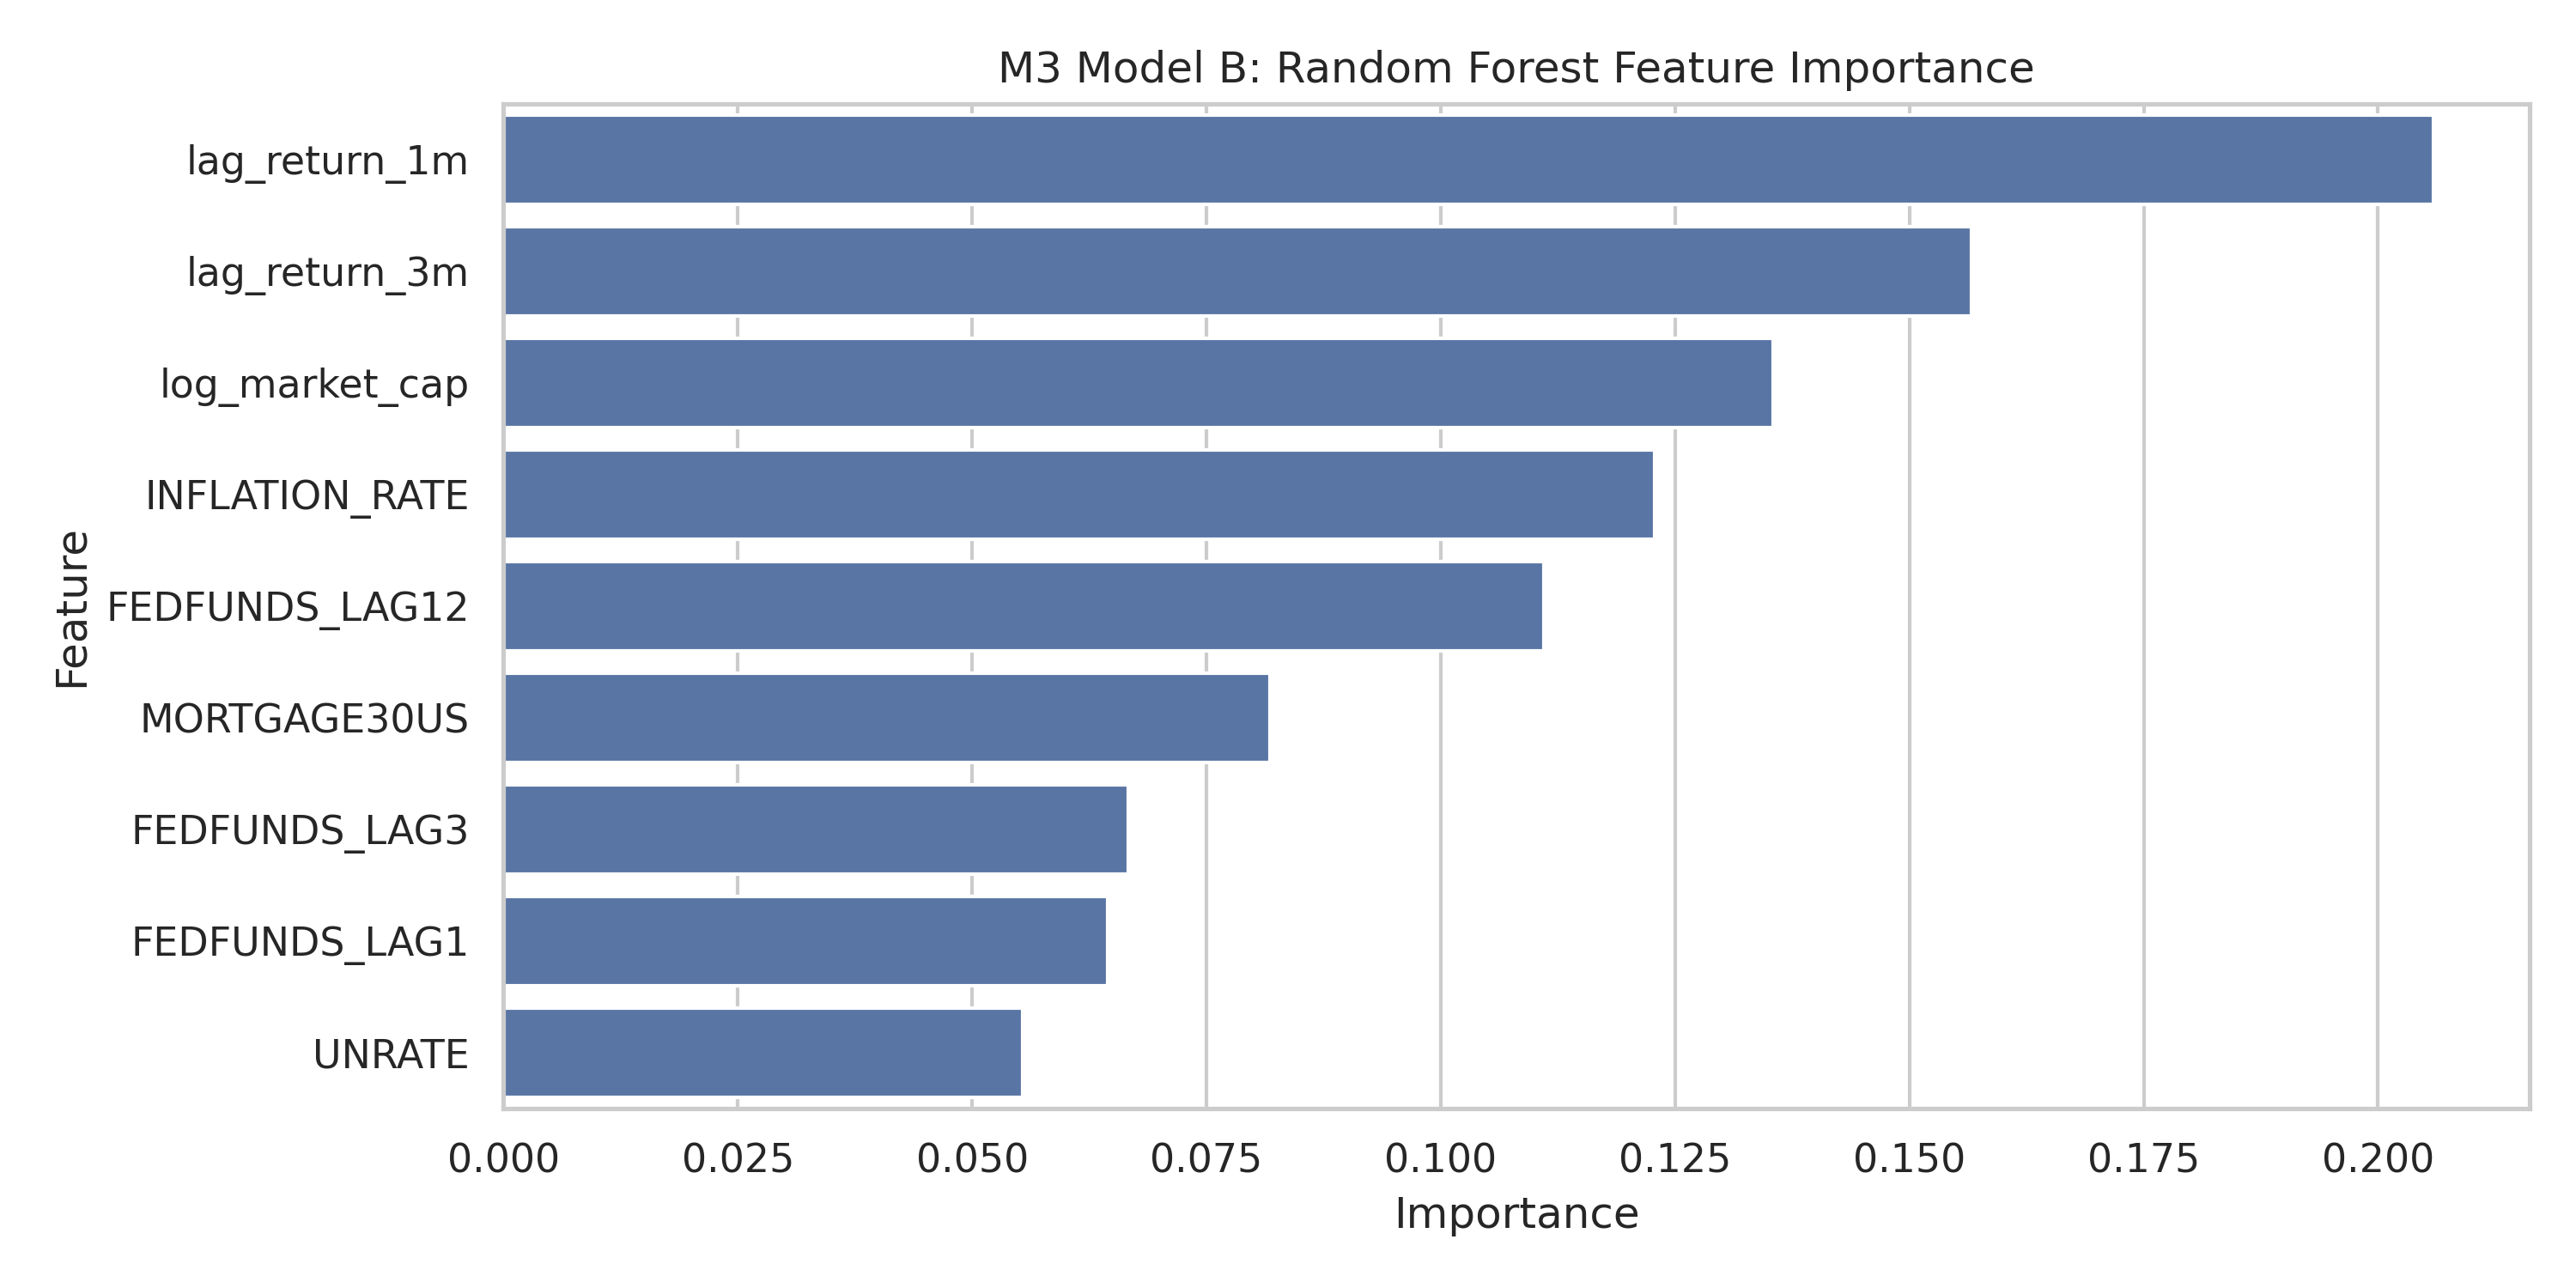 M3 Model B: Random Forest Feature Importance
Feature
lag_return_1m
lag_return_3m
log_market_cap
INFLATION_RATE
FEDFUNDS_LAG12
MORTGAGE30US
FEDFUNDS_LAG3
FEDFUNDS_LAG1
UNRATE
0.000 0.025 0.050 0.075 0.100 0.125 0.150 0.175 0.200
Importance